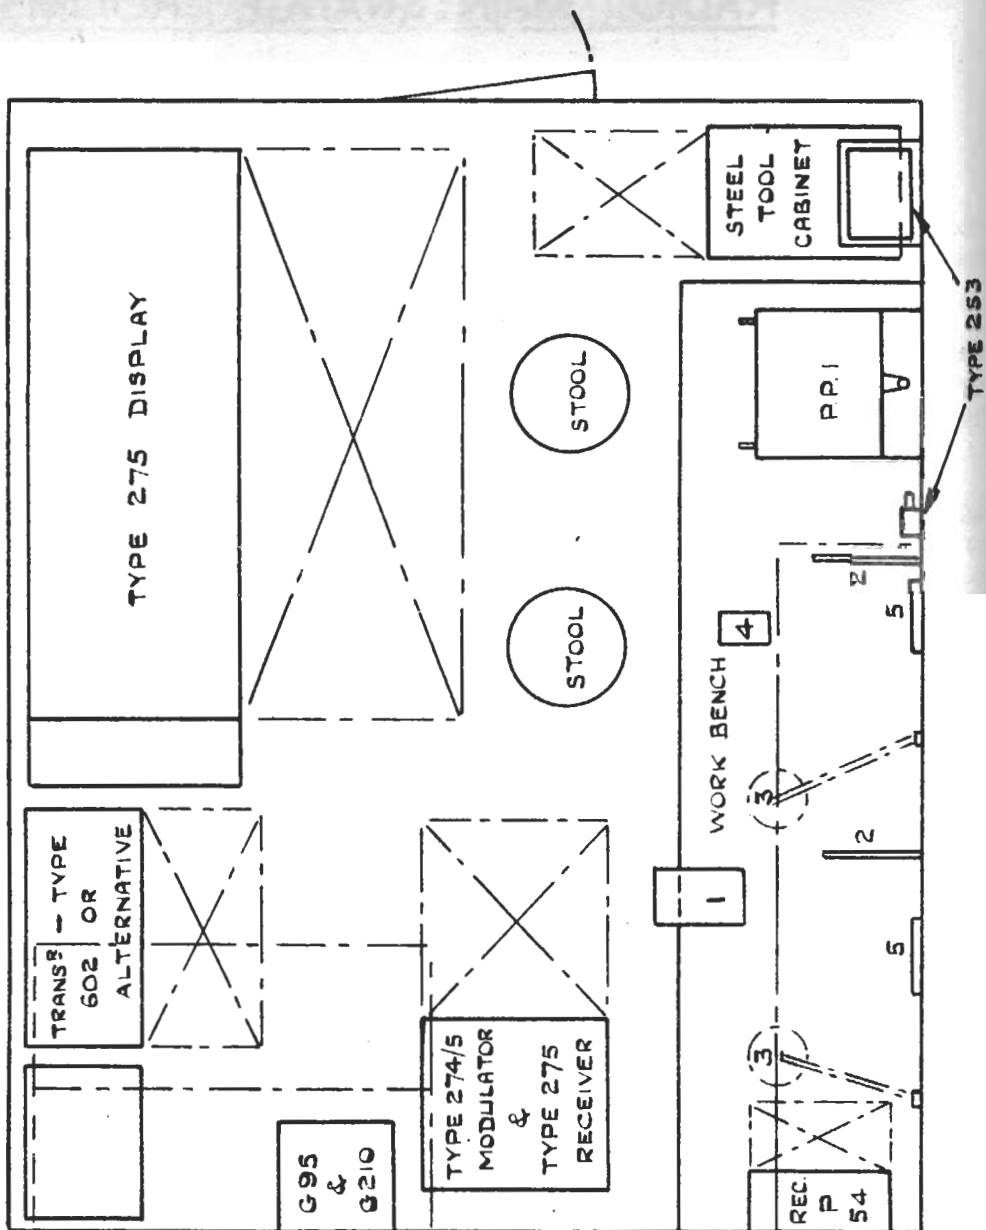 TYPE 275 DISPLAY
STEEL
TOOL
CABINET
TYPE 253
P.P.I
STOOL
STOOL
WORK BENCH
4
2
5
3
2
1
5
3
TRANSR — TYPE
602 OR
ALTERNATIVE
TYPE 274/5
MODULATOR
&
TYPE 275
RECEIVER
G95
&
G210
REC.
P
54